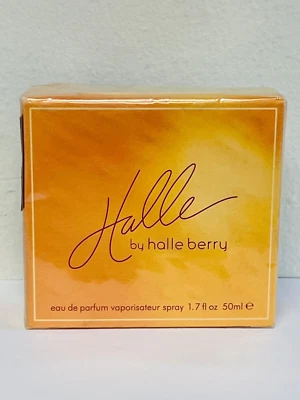 Halle
by halle berry
eau de parfum vaporisateur spray 1.7 fl oz 50ml ℮